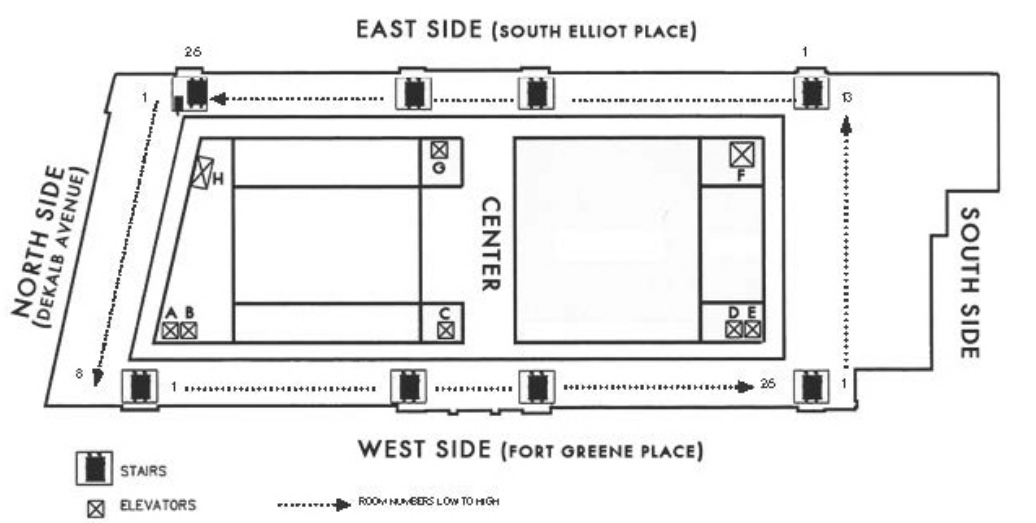 EAST SIDE (SOUTH ELLIOT PLACE)
26
1
1
13
H
G
F
NORTH SIDE
(DEKALB AVENUE)
CENTER
SOUTH SIDE
A B
C
D E
8
1
26
1
WEST SIDE (FORT GREENE PLACE)
STAIRS
ELEVATORS
ROOM NUMBERS LOW TO HIGH